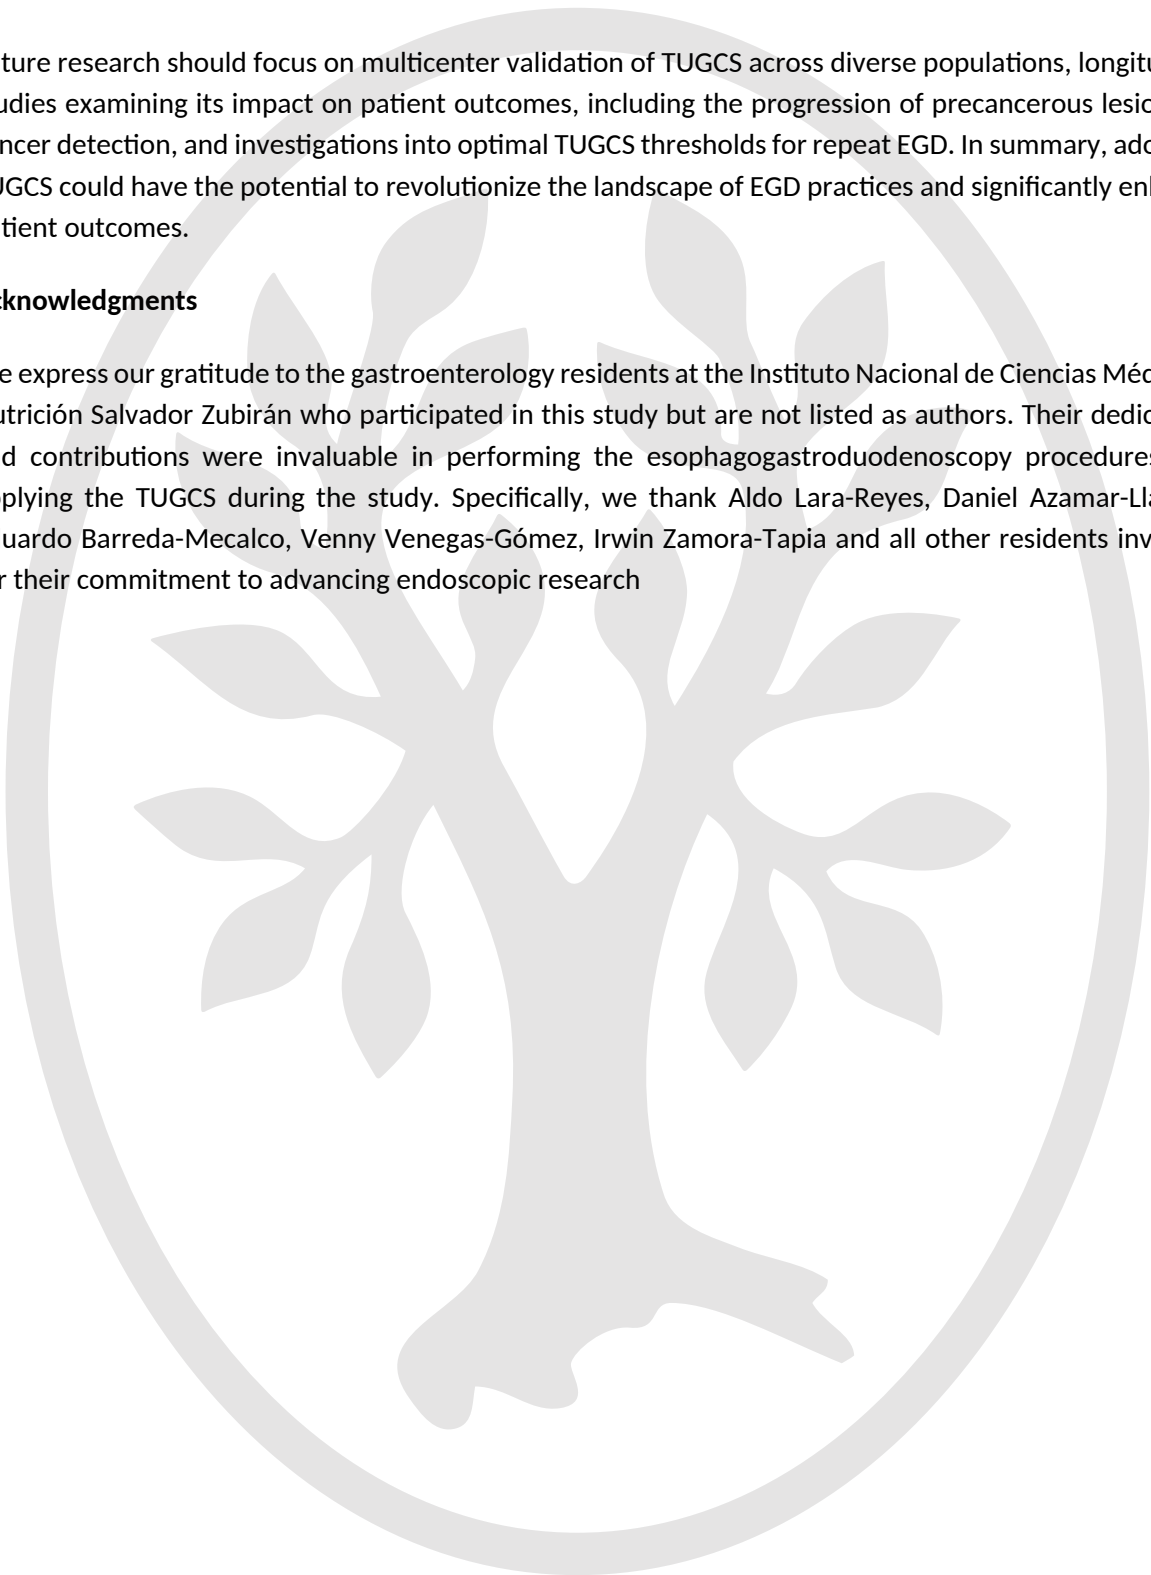 ture research should focus on multicenter validation of TUGCS across diverse populations, longitu
udies examining its impact on patient outcomes, including the progression of precancerous lesio
ncer detection, and investigations into optimal TUGCS thresholds for repeat EGD. In summary, ado
UGCS could have the potential to revolutionize the landscape of EGD practices and significantly enh
tient outcomes.
cknowledgments
e express our gratitude to the gastroenterology residents at the Instituto Nacional de Ciencias Méd
utrición Salvador Zubirán who participated in this study but are not listed as authors. Their dedic
d contributions were invaluable in performing the esophagogastroduodenoscopy procedures
plying the TUGCS during the study. Specifically, we thank Aldo Lara-Reyes, Daniel Azamar-Lla
uardo Barreda-Mecalco, Venny Venegas-Gómez, Irwin Zamora-Tapia and all other residents inv
r their commitment to advancing endoscopic research